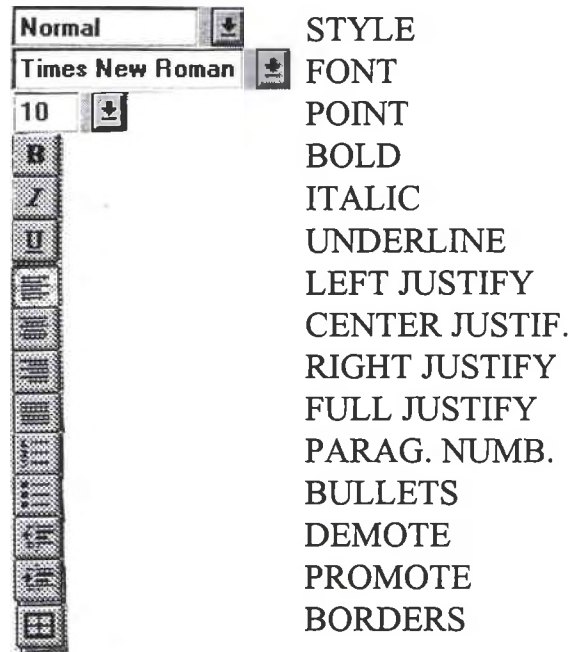 Normal STYLE
Times New Roman FONT
10 POINT
B BOLD
I ITALIC
U UNDERLINE
LEFT JUSTIFY
CENTER JUSTIF.
RIGHT JUSTIFY
FULL JUSTIFY
PARAG. NUMB.
BULLETS
DEMOTE
PROMOTE
BORDERS